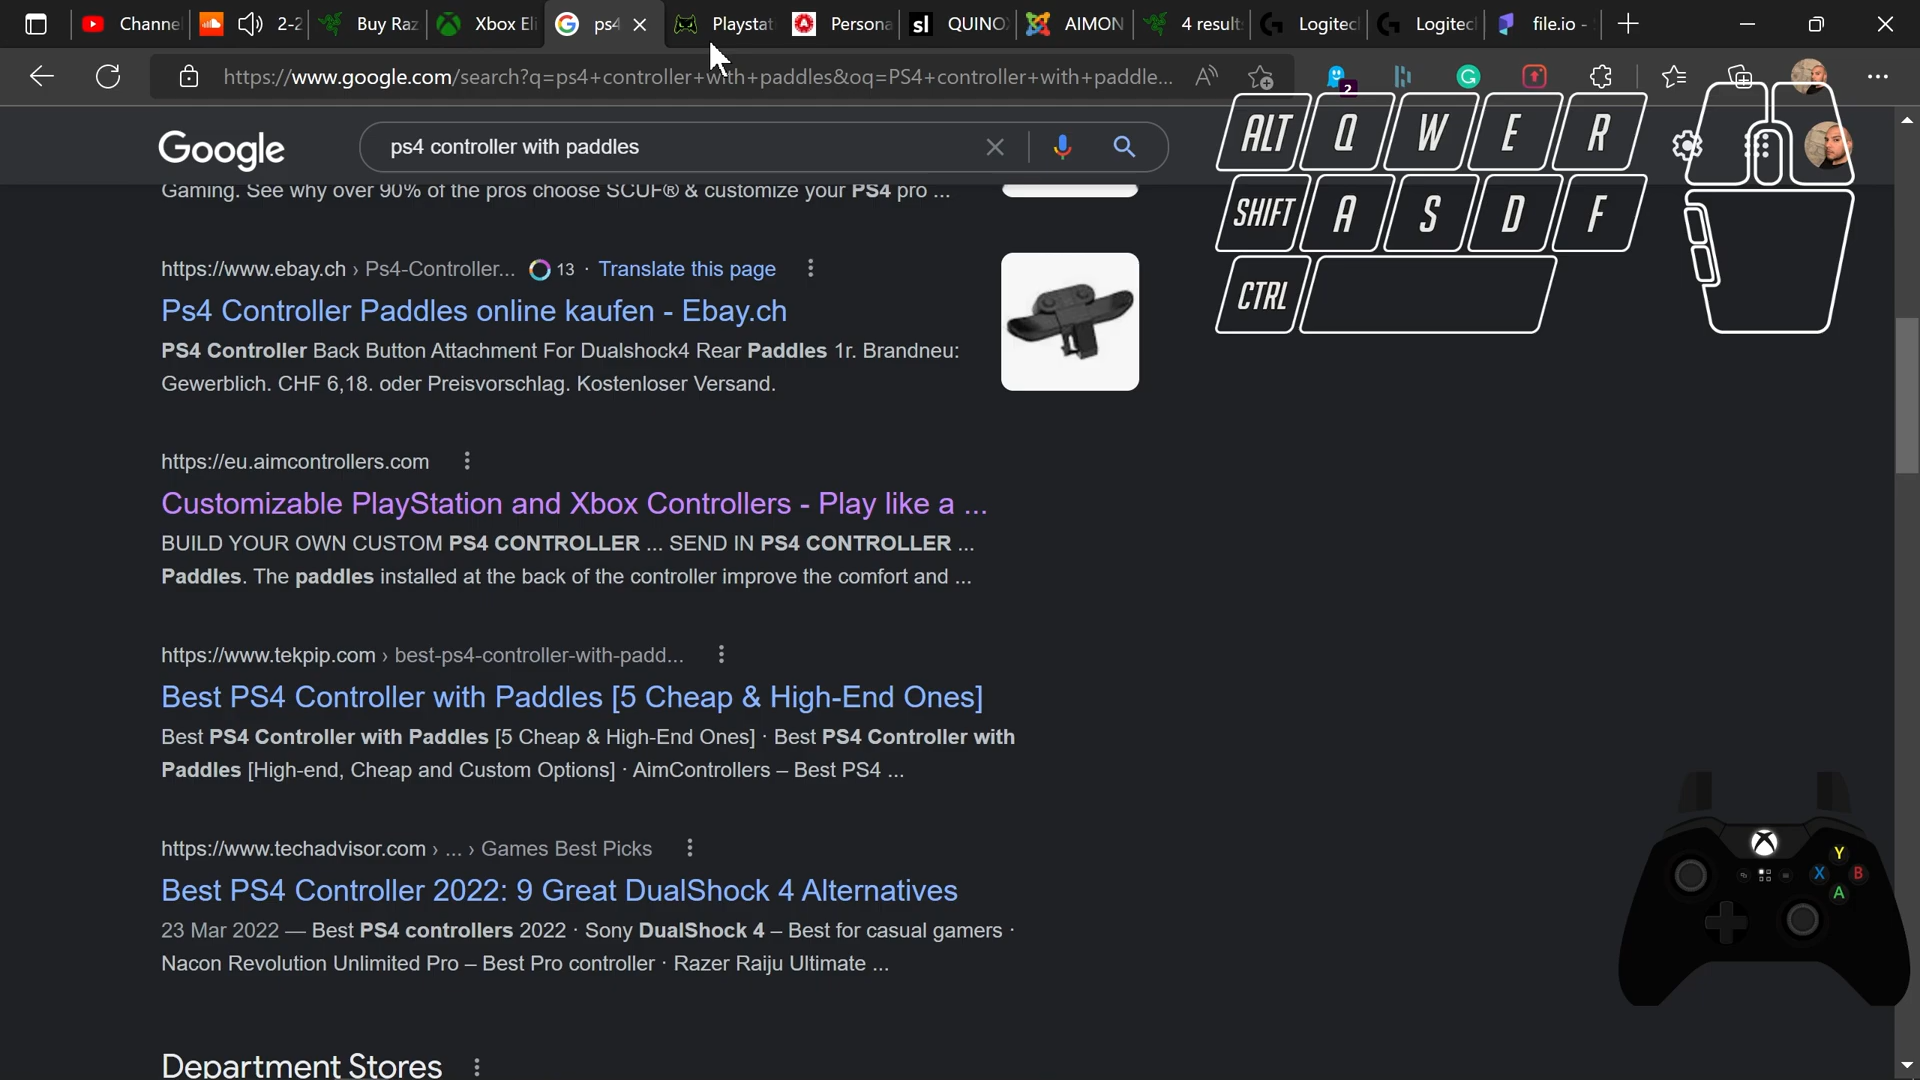 Channel
2-2
Buy Raz
Xbox Eli
ps4
Playstat
Persona
sl QUINO
AIMON
4 result
Logitec
Logitec
file.io -
https://www.google.com/search?q=ps4+controller+with+paddles&oq=PS4+controller+with+paddle...
2
Google
ps4 controller with paddles
ALT Q W E R
SHIFT A S D F
CTRL
Gaming. See why over 90% of the pros choose SCUF® & customize your PS4 pro ...
https://www.ebay.ch › Ps4-Controller... 13 · Translate this page
Ps4 Controller Paddles online kaufen - Ebay.ch
PS4 Controller Back Button Attachment For Dualshock4 Rear Paddles 1r. Brandneu:
Gewerblich. CHF 6,18. oder Preisvorschlag. Kostenloser Versand.
https://eu.aimcontrollers.com
Customizable PlayStation and Xbox Controllers - Play like a ...
BUILD YOUR OWN CUSTOM PS4 CONTROLLER ... SEND IN PS4 CONTROLLER ...
Paddles. The paddles installed at the back of the controller improve the comfort and ...
https://www.tekpip.com › best-ps4-controller-with-padd...
Best PS4 Controller with Paddles [5 Cheap & High-End Ones]
Best PS4 Controller with Paddles [5 Cheap & High-End Ones] · Best PS4 Controller with
Paddles [High-end, Cheap and Custom Options] · AimControllers – Best PS4 ...
https://www.techadvisor.com › ... › Games Best Picks
Best PS4 Controller 2022: 9 Great DualShock 4 Alternatives
23 Mar 2022 — Best PS4 controllers 2022 · Sony DualShock 4 – Best for casual gamers ·
Nacon Revolution Unlimited Pro – Best Pro controller · Razer Raiju Ultimate ...
Y
X B
A
Department Stores